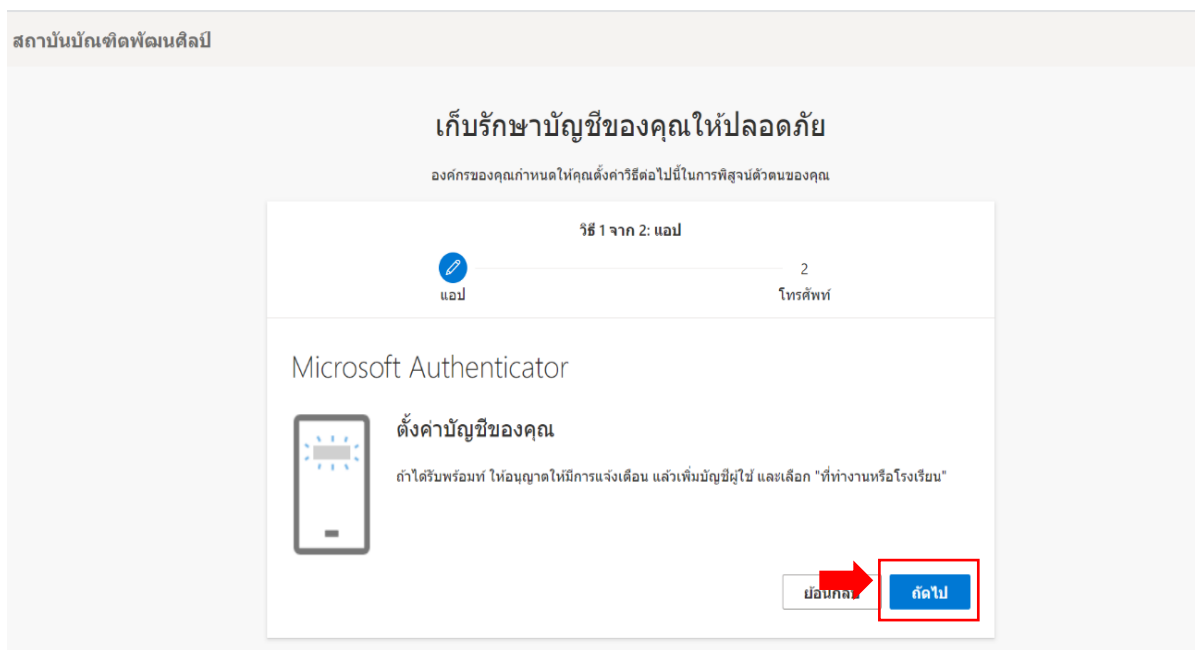 สถาบันบัณฑิตพัฒนศิลป์
เก็บรักษาบัญชีของคุณให้ปลอดภัย
องค์กรของคุณกำหนดให้คุณตั้งค่าวิธีต่อไปนี้ในการพิสูจน์ตัวตนของคุณ
วิธี 1 จาก 2: แอป
2
แอป โทรศัพท์
Microsoft Authenticator
ตั้งค่าบัญชีของคุณ
ถ้าได้รับพร้อมท์ ให้อนุญาตให้มีการแจ้งเตือน แล้วเพิ่มบัญชีผู้ใช้ และเลือก "ที่ทำงานหรือโรงเรียน"
ย้อนกลับ ถัดไป